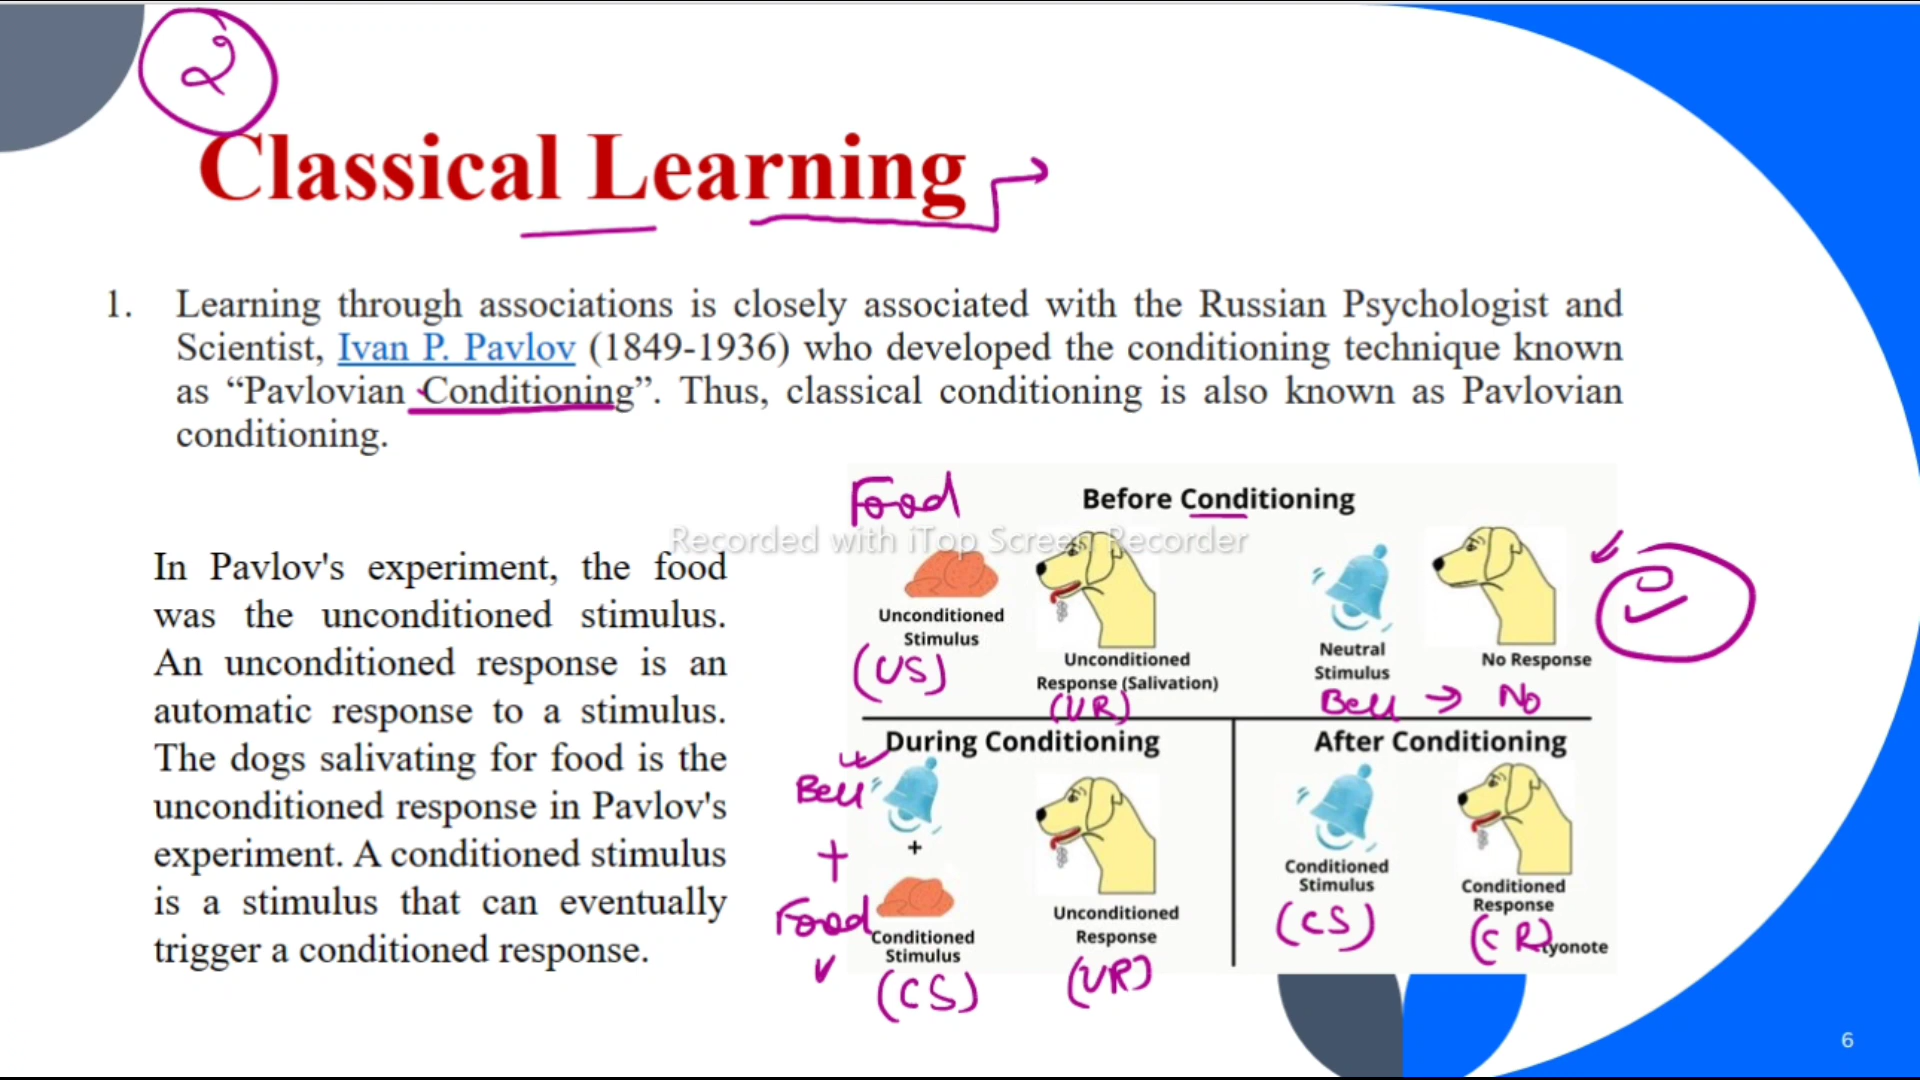 2
Classical Learning
1. Learning through associations is closely associated with the Russian Psychologist and
Scientist, Ivan P. Pavlov (1849-1936) who developed the conditioning technique known
as “Pavlovian Conditioning”. Thus, classical conditioning is also known as Pavlovian
conditioning.
In Pavlov's experiment, the food
was the unconditioned stimulus.
An unconditioned response is an
automatic response to a stimulus.
The dogs salivating for food is the
unconditioned response in Pavlov's
experiment. A conditioned stimulus
is a stimulus that can eventually
trigger a conditioned response.
Food
Before Conditioning
Recorded with iTop Screen Recorder
Unconditioned
Stimulus
(US)
Unconditioned
Response (Salivation)
(UR)
Neutral
Stimulus
Bell → No
No Response
During Conditioning
Bell
+
+
Food
Conditioned
Stimulus
(CS)
Unconditioned
Response
(UR)
After Conditioning
Conditioned
Stimulus
(CS)
Conditioned
Response
(CR)
tyonote
6